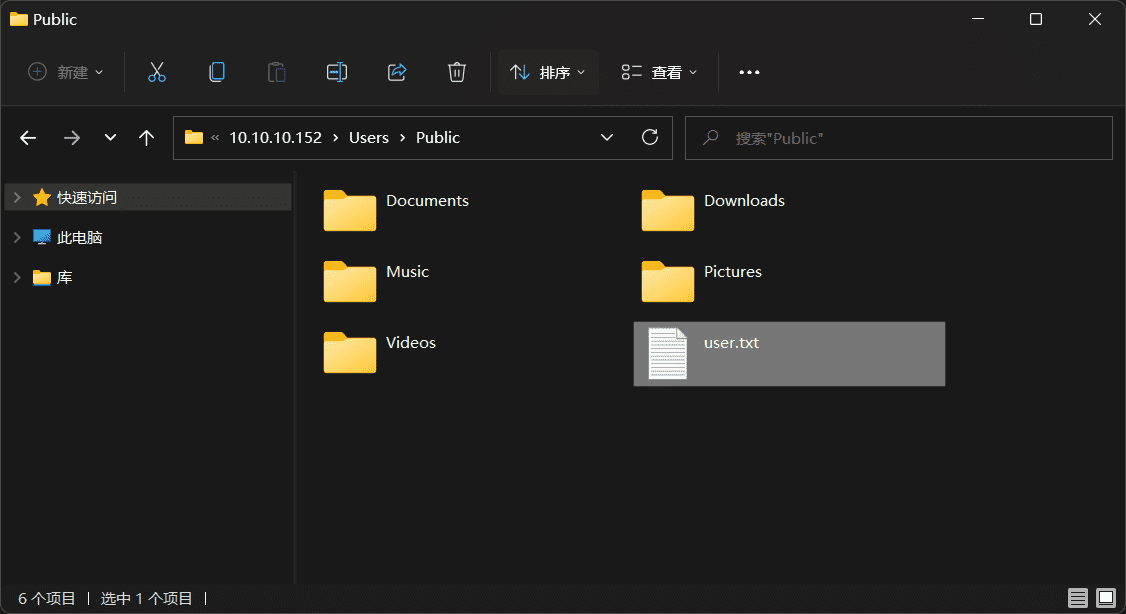 Public
新建 排序 查看
« 10.10.10.152 › Users › Public 搜索"Public"
快速访问
此电脑
库
Documents Downloads
Music Pictures
Videos user.txt
6 个项目 | 选中 1 个项目 |